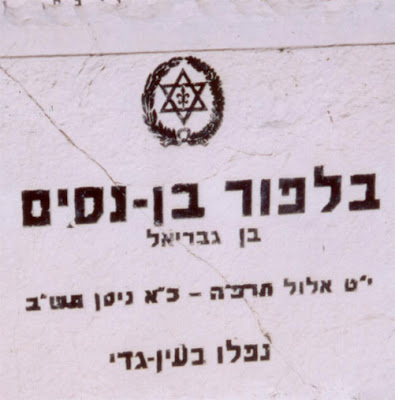 בלפור בן-נסים
בן גבריאל
י"ט אלול תרפ"ה - כ"א ניסן תש"ב
נפלו בעין-גדי